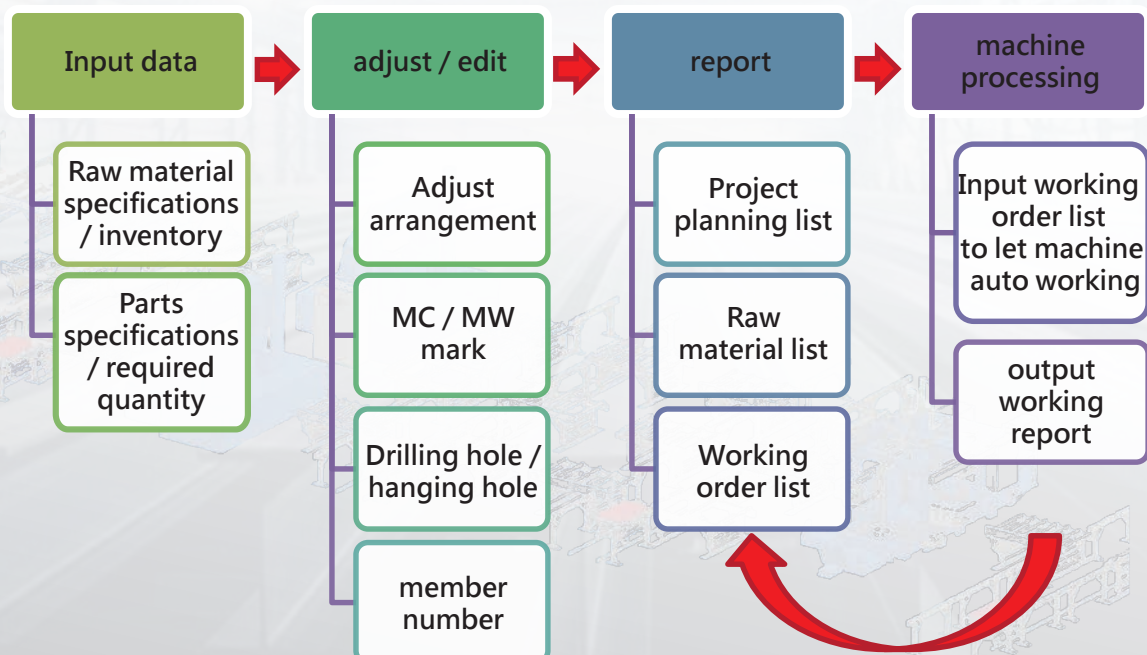 Input data
Raw material
specifications
/ inventory
Parts
specifications
/ required
quantity
adjust / edit
Adjust
arrangement
MC / MW
mark
Drilling hole /
hanging hole
member
number
report
Project
planning list
Raw
material list
Working
order list
machine
processing
Input working
order list
to let machine
auto working
output
working
report